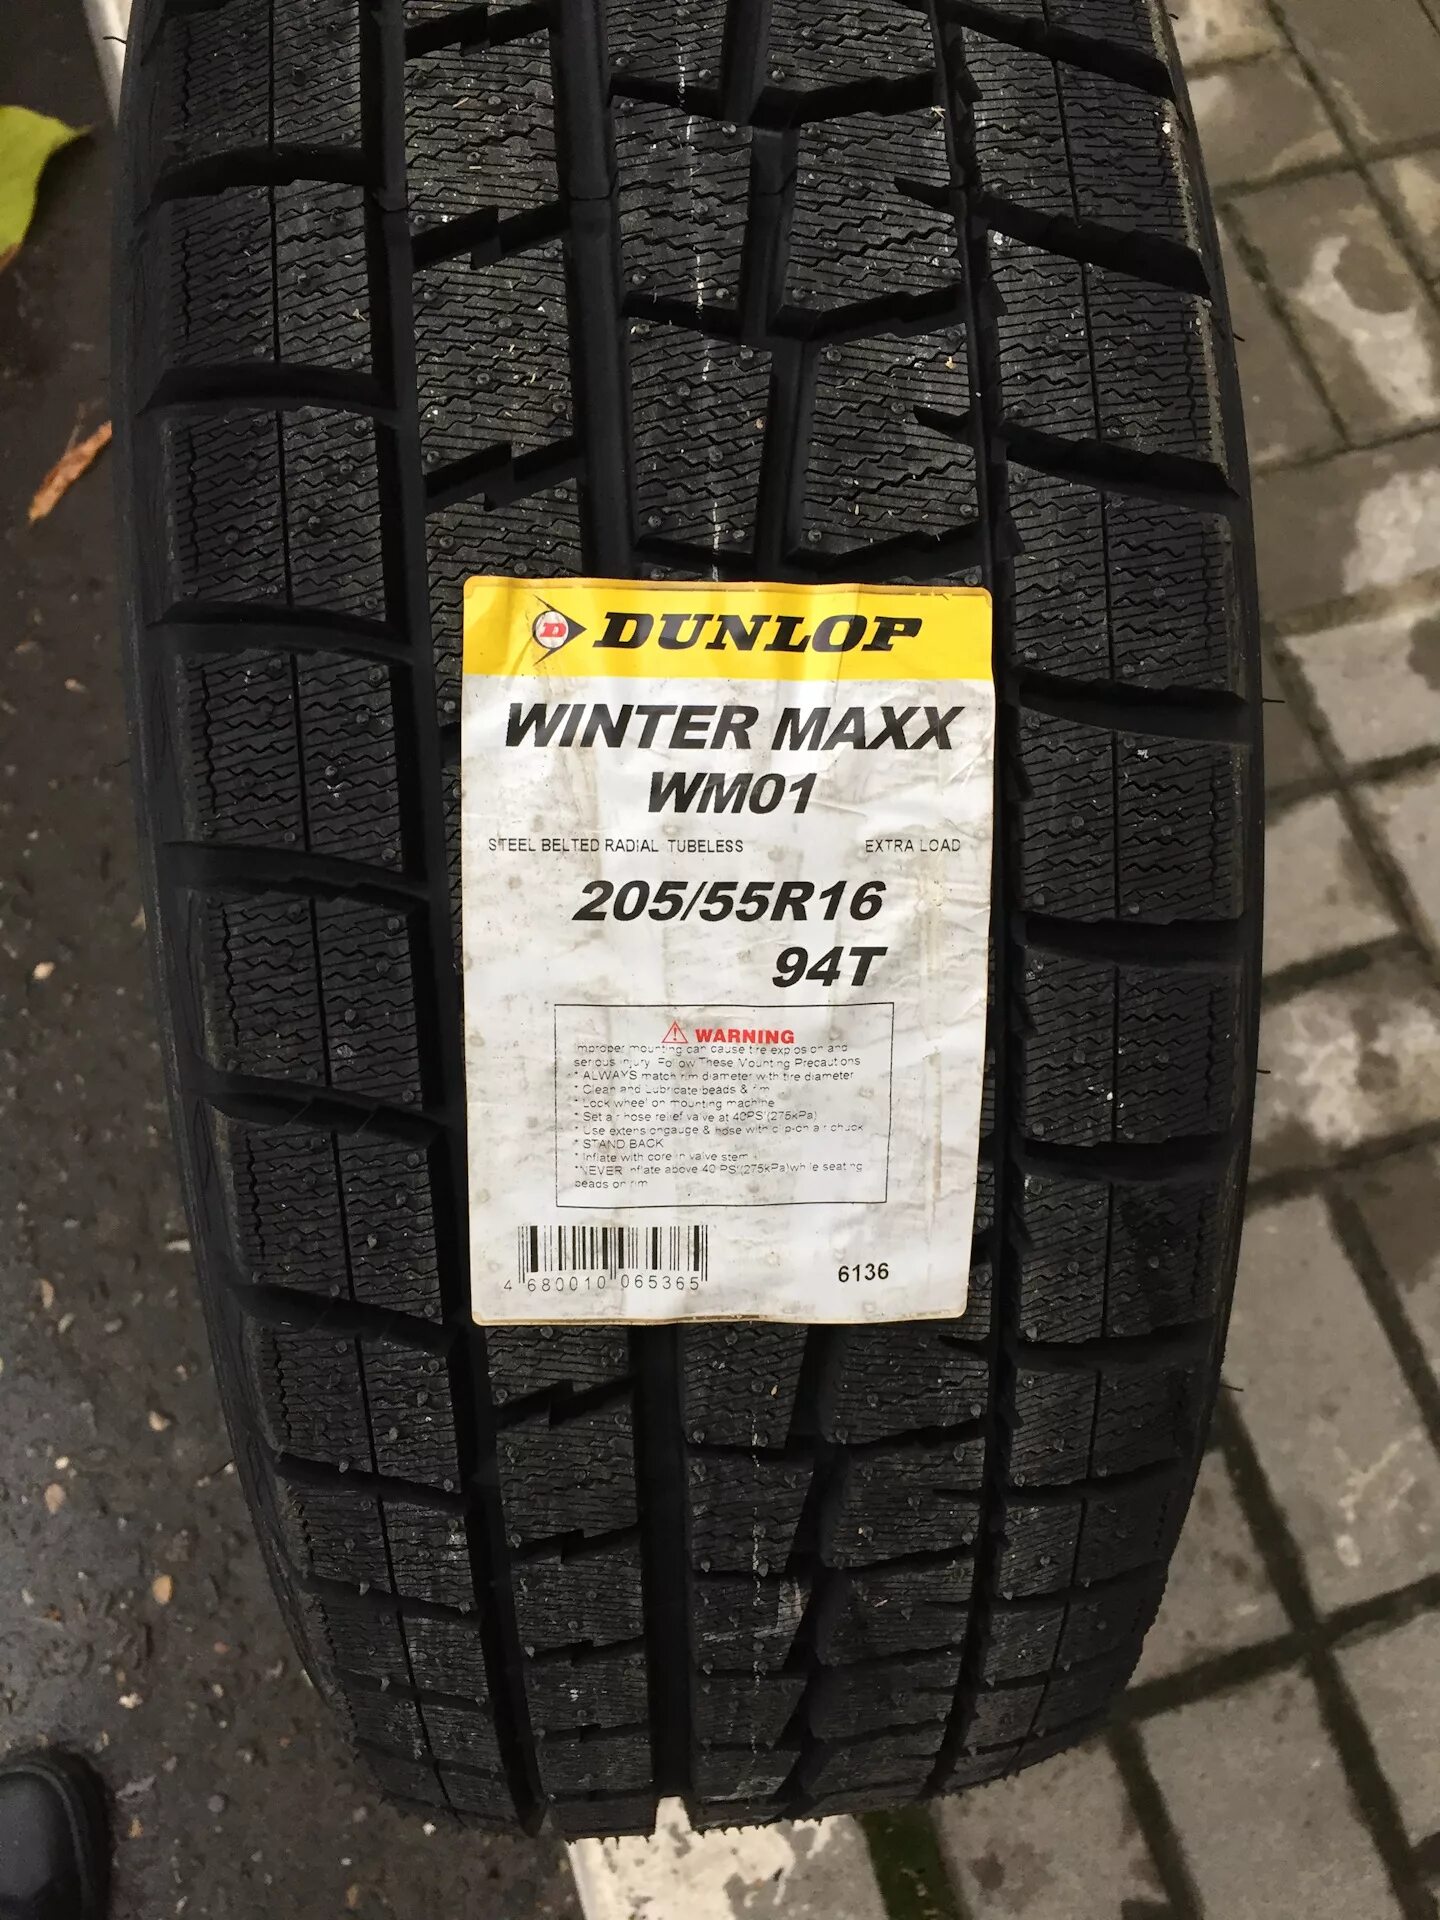 D DUNLOP
WINTER MAXX
WM01
STEEL BELTED RADIAL TUBELESS EXTRA LOAD
205/55R16
94T
WARNING
Improper mounting can cause tire explosion and
serious injury Follow These Mounting Precautions
* ALWAYS match rim diameter with tire diameter
* Clean and Lubricate beads & rim
* Lock wheel on mounting machine
* Set air hose relief valve at 40PSI(275kPa)
* Use extensiongauge & hose with clip-on air chuck
* STAND BACK
* Inflate with core in valve stem
*NEVER inflate above 40 PSI(275kPa)while seating
beads on rim
4 680010 065365
6136